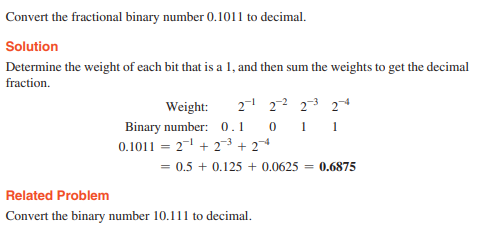 Convert the fractional binary number 0.1011 to decimal.
Solution
Determine the weight of each bit that is a 1, and then sum the weights to get the decimal
fraction.
Weight: 2⁻¹ 2⁻² 2⁻³ 2⁻⁴
Binary number: 0 . 1 0 1 1
0.1011 = 2⁻¹ + 2⁻³ + 2⁻⁴
= 0.5 + 0.125 + 0.0625 = 0.6875
Related Problem
Convert the binary number 10.111 to decimal.